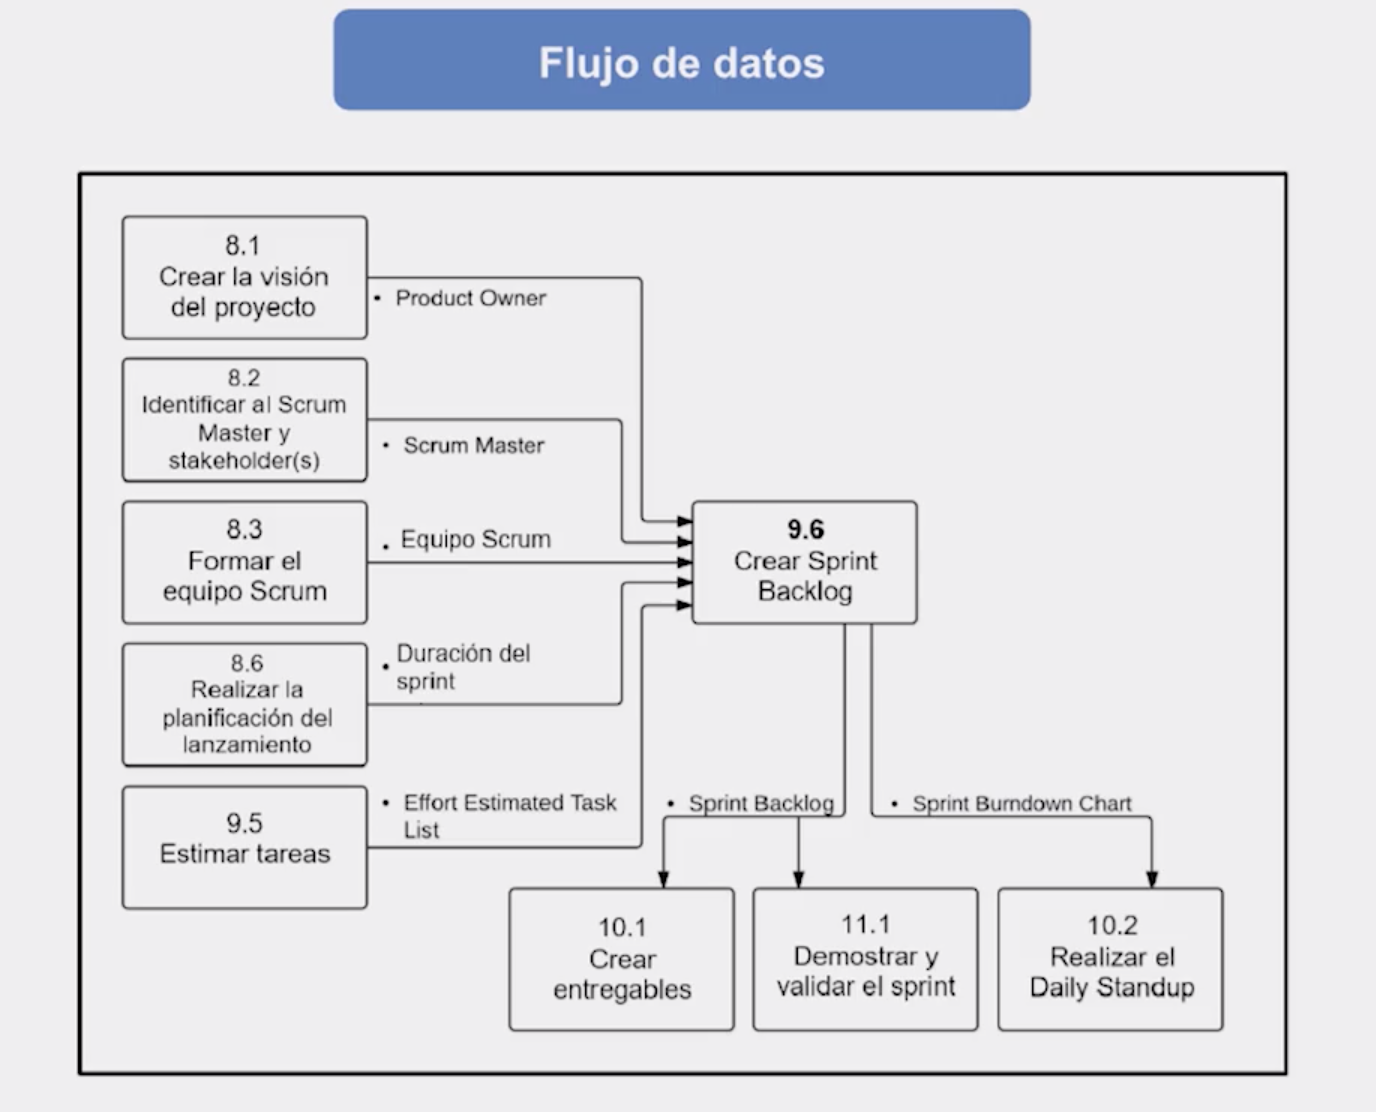 Flujo de datos
8.1
Crear la visión
del proyecto
• Product Owner
8.2
Identificar al Scrum
Master y
stakeholder(s)
• Scrum Master
8.3
Formar el
equipo Scrum
• Equipo Scrum
9.6
Crear Sprint
Backlog
8.6
Realizar la
planificación del
lanzamiento
• Duración del
sprint
9.5
Estimar tareas
• Effort Estimated Task
List
• Sprint Backlog
• Sprint Burndown Chart
10.1
Crear
entregables
11.1
Demostrar y
validar el sprint
10.2
Realizar el
Daily Standup